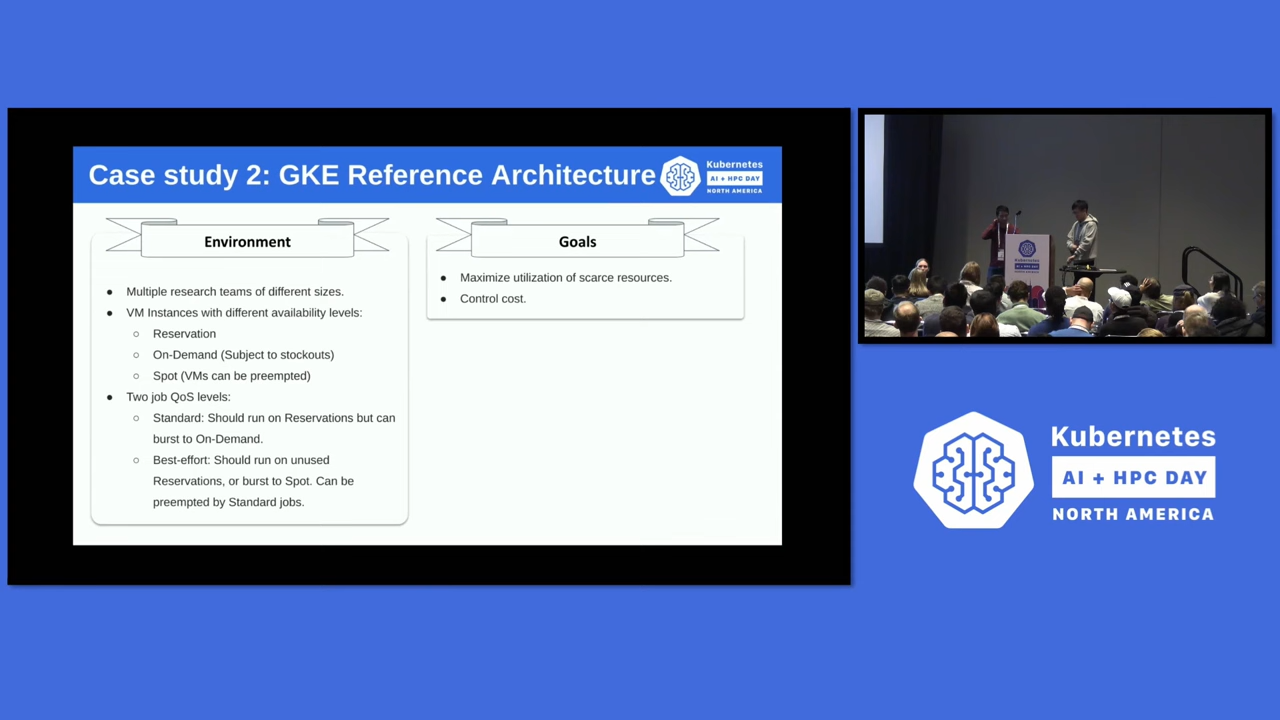 Case study 2: GKE Reference Architecture
Kubernetes
AI + HPC DAY
NORTH AMERICA
Environment
Multiple research teams of different sizes.
VM Instances with different availability levels:
Reservation
On-Demand (Subject to stockouts)
Spot (VMs can be preempted)
Two job QoS levels:
Standard: Should run on Reservations but can
burst to On-Demand.
Best-effort: Should run on unused
Reservations, or burst to Spot. Can be
preempted by Standard jobs.
Goals
Maximize utilization of scarce resources.
Control cost.
Kubernetes
AI + HPC DAY
NORTH AMERICA